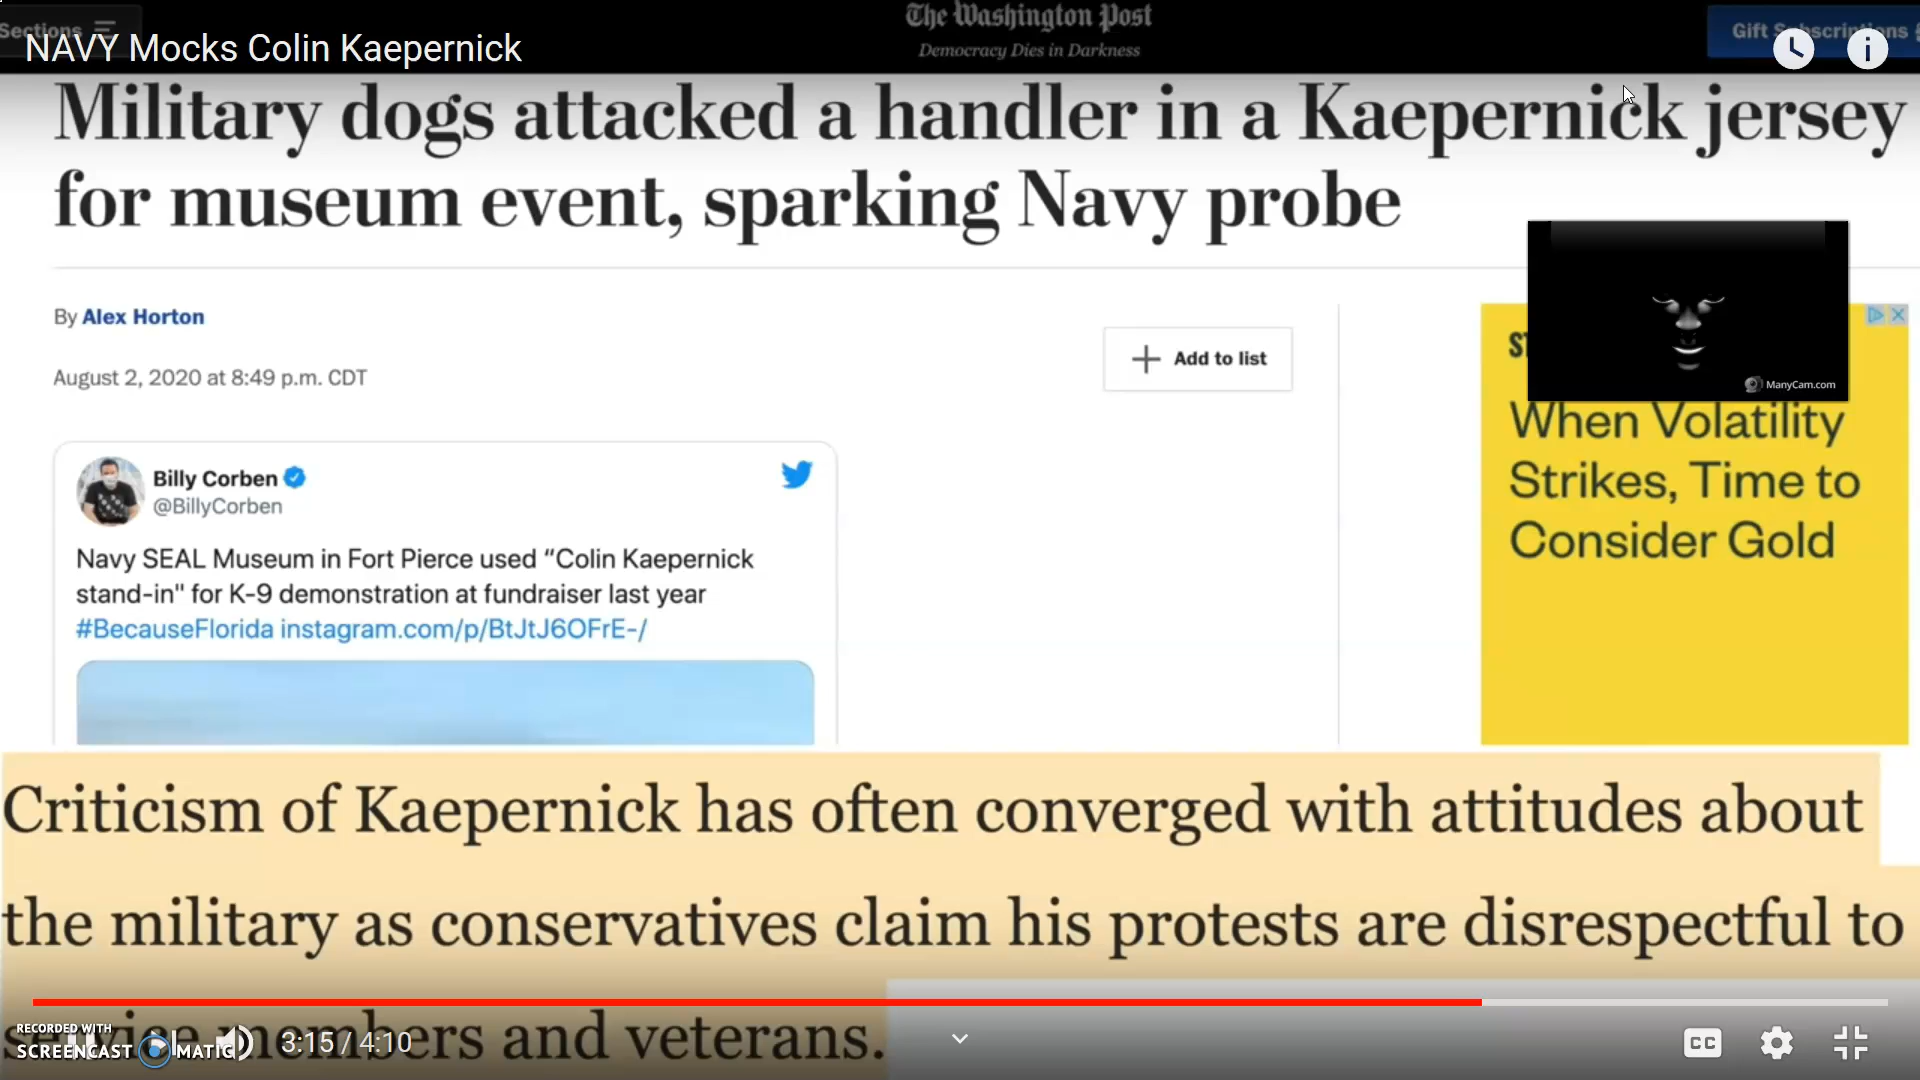 Sections
The Washington Post
Democracy Dies in Darkness
Gift Subscriptions
NAVY Mocks Colin Kaepernick
Military dogs attacked a handler in a Kaepernick jersey
for museum event, sparking Navy probe
By Alex Horton
August 2, 2020 at 8:49 p.m. CDT
Add to list
ManyCam.com
When Volatility
Strikes, Time to
Consider Gold
Billy Corben
@BillyCorben
Navy SEAL Museum in Fort Pierce used “Colin Kaepernick
stand-in" for K-9 demonstration at fundraiser last year
#BecauseFlorida instagram.com/p/BtJtJ6OFrE-/
Criticism of Kaepernick has often converged with attitudes about
the military as conservatives claim his protests are disrespectful to
service members and veterans.
RECORDED WITH
SCREENCAST MATIC
3:15 / 4:10
CC